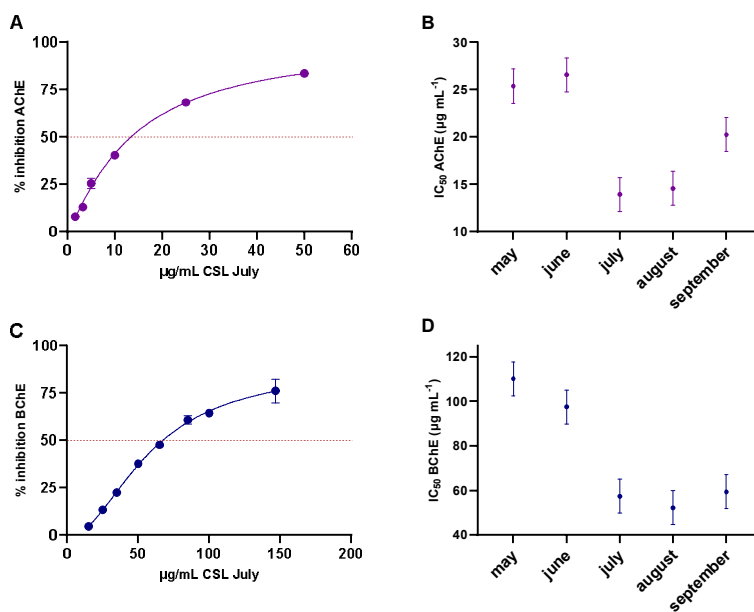 A
% inhibition AChE
100
75
50
25
0
0 10 20 30 40 50 60
µg/mL CSL July
B
IC50 AChE (µg mL-1)
30
25
20
15
10
may june july august september
C
% inhibition BChE
100
75
50
25
0
0 50 100 150 200
µg/mL CSL July
D
IC50 BChE (µg mL-1)
120
100
80
60
40
may june july august september